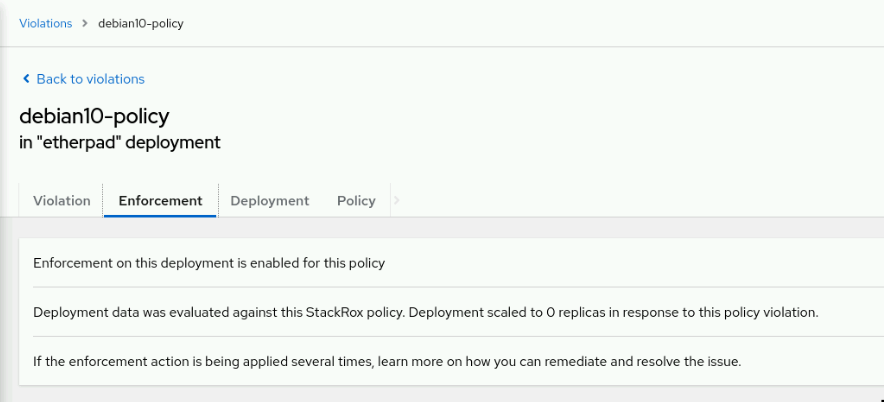 Violations > debian10-policy
Back to violations
debian10-policy
in "etherpad" deployment
Violation Enforcement Deployment Policy
Enforcement on this deployment is enabled for this policy
Deployment data was evaluated against this StackRox policy. Deployment scaled to 0 replicas in response to this policy violation.
If the enforcement action is being applied several times, learn more on how you can remediate and resolve the issue.